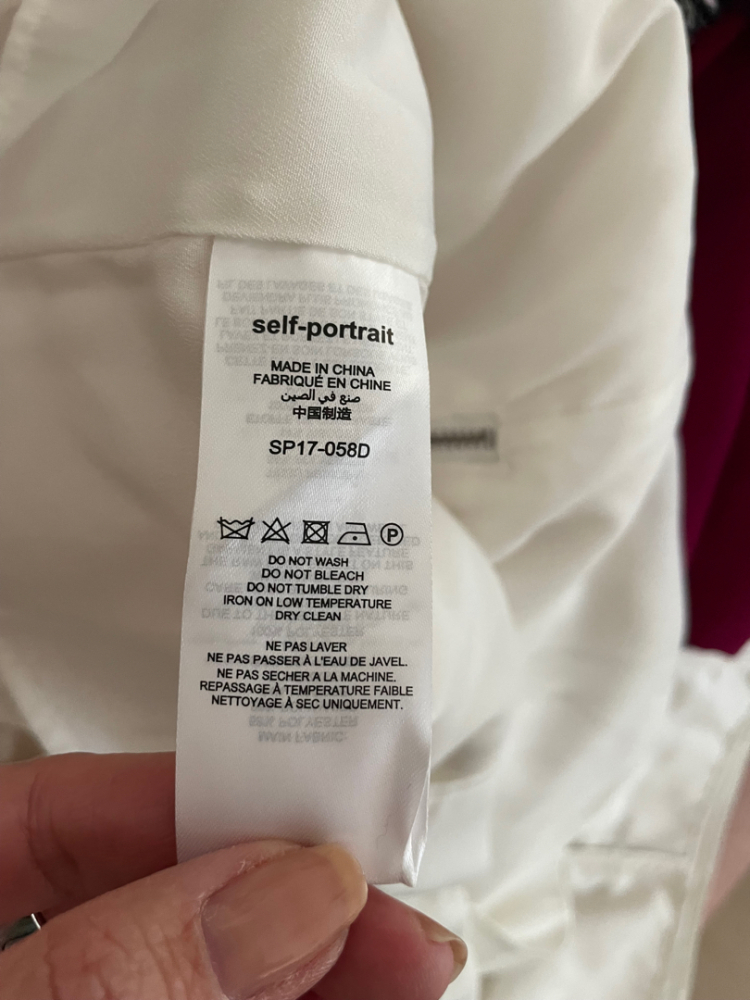 self-portrait
MADE IN CHINA
FABRIQUÉ EN CHINE
صنع في الصين
中国制造
SP17-058D
P
DO NOT WASH
DO NOT BLEACH
DO NOT TUMBLE DRY
IRON ON LOW TEMPERATURE
DRY CLEAN
NE PAS LAVER
NE PAS PASSER À L'EAU DE JAVEL.
NE PAS SECHER A LA MACHINE.
REPASSAGE À TEMPERATURE FAIBLE
NETTOYAGE À SEC UNIQUEMENT.